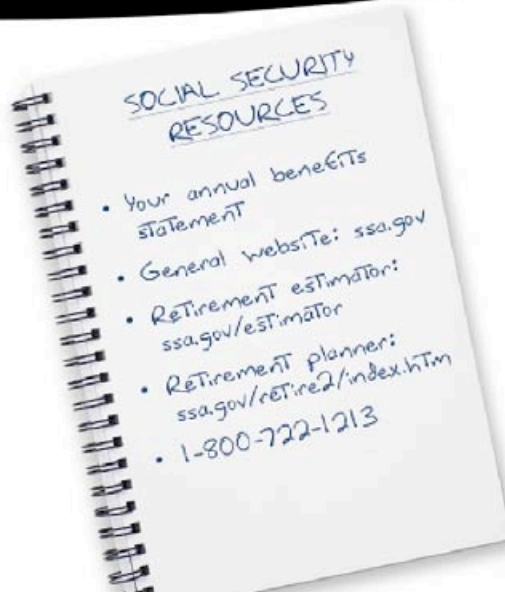 SOCIAL SECURITY
RESOURCES
• Your annual benefits
statement
• General website: ssa.gov
• Retirement estimator:
ssa.gov/estimator
• Retirement planner:
ssa.gov/retire2/index.htm
• 1-800-722-1213